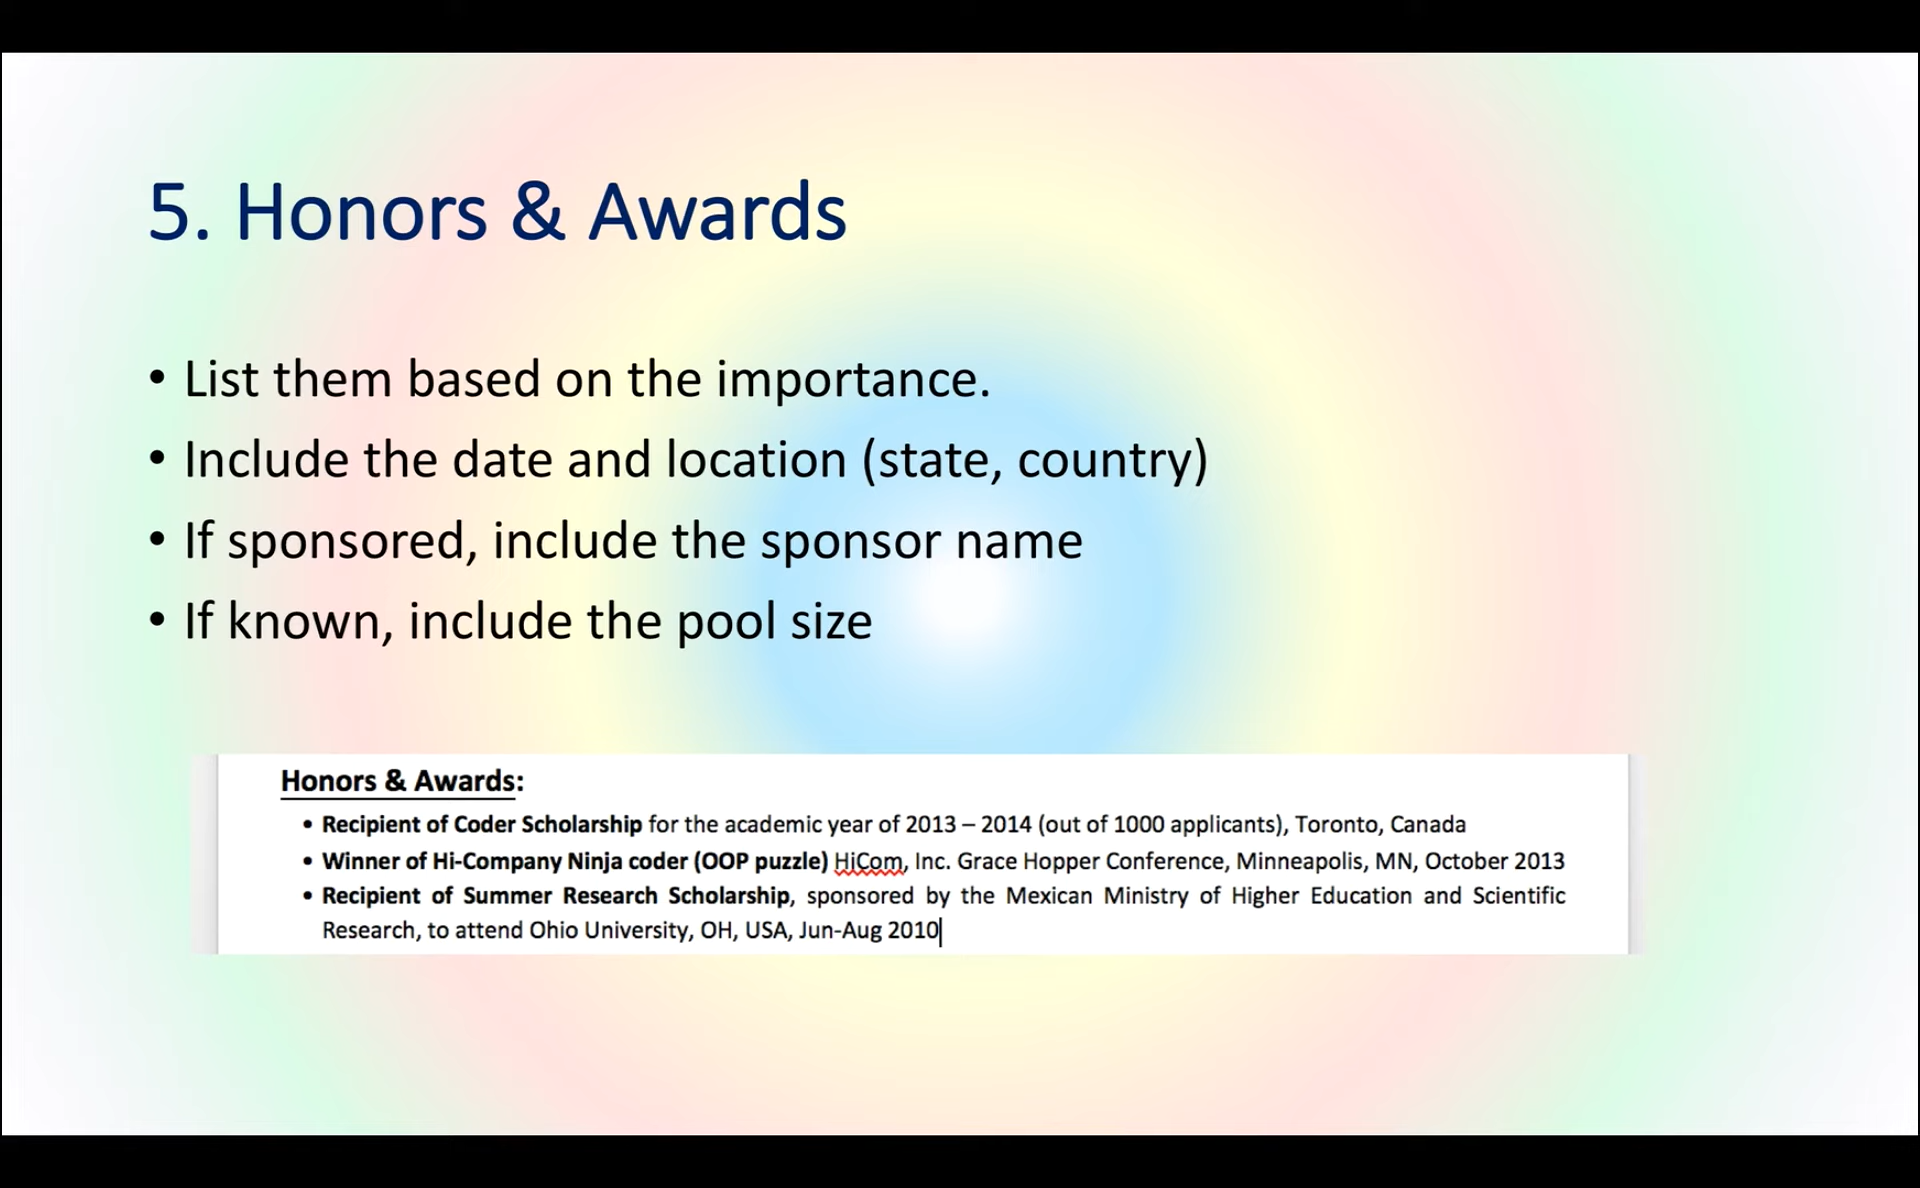 5. Honors & Awards
• List them based on the importance.
• Include the date and location (state, country)
• If sponsored, include the sponsor name
• If known, include the pool size
Honors & Awards:
• Recipient of Coder Scholarship for the academic year of 2013 – 2014 (out of 1000 applicants), Toronto, Canada
• Winner of Hi-Company Ninja coder (OOP puzzle) HiCom, Inc. Grace Hopper Conference, Minneapolis, MN, October 2013
• Recipient of Summer Research Scholarship, sponsored by the Mexican Ministry of Higher Education and Scientific
Research, to attend Ohio University, OH, USA, Jun-Aug 2010